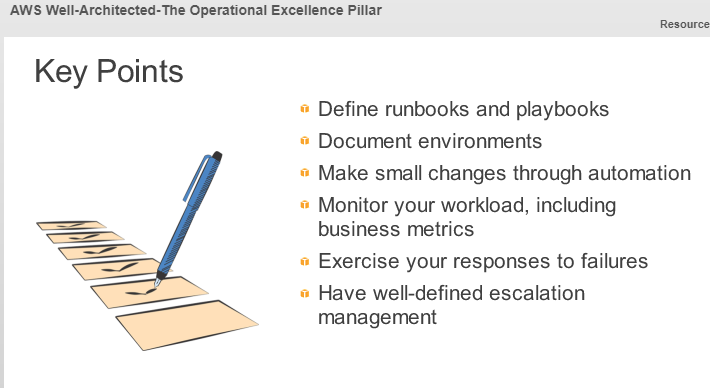 AWS Well-Architected-The Operational Excellence Pillar
Resource
Key Points
Define runbooks and playbooks
Document environments
Make small changes through automation
Monitor your workload, including
business metrics
Exercise your responses to failures
Have well-defined escalation
management